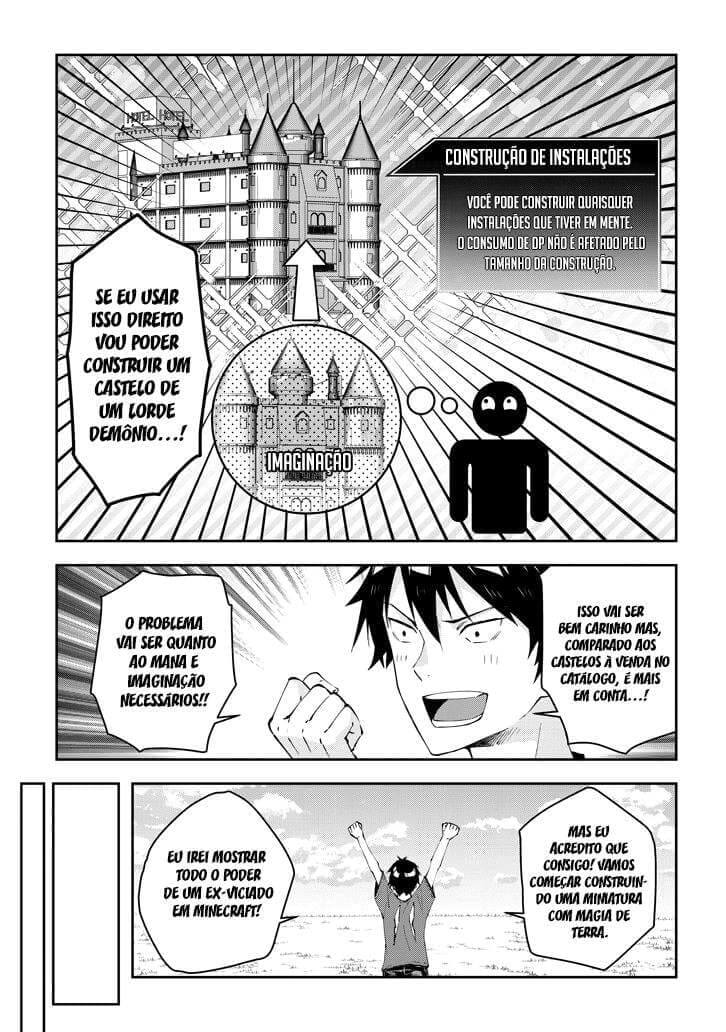 HOTEL HOTEL
CONSTRUÇÃO DE INSTALAÇÕES
VOCÊ PODE CONSTRUIR QUAISQUER
INSTALAÇÕES QUE TIVER EM MENTE.
O CONSUMO DE DP NÃO É AFETADO PELO
TAMANHO DA CONSTRUÇÃO.
SE EU USAR
ISSO DIREITO
VOU PODER
CONSTRUIR UM
CASTELO DE
UM LORDE
DEMÔNIO...!
IMAGINAÇÃO
ISSO VAI SER
BEM CARINHO MAS,
COMPARADO AOS
CASTELOS À VENDA NO
CATÁLOGO, É MAIS
EM CONTA...!
O PROBLEMA
VAI SER QUANTO
AO MANA E
IMAGINAÇÃO
NECESSÁRIOS!!
MAS EU
ACREDITO QUE
CONSIGO! VAMOS
COMEÇAR CONSTRUIN-
DO UMA MINIATURA
COM MAGIA DE
TERRA.
EU IREI MOSTRAR
TODO O PODER
DE UM EX-VICIADO
EM MINECRAFT!